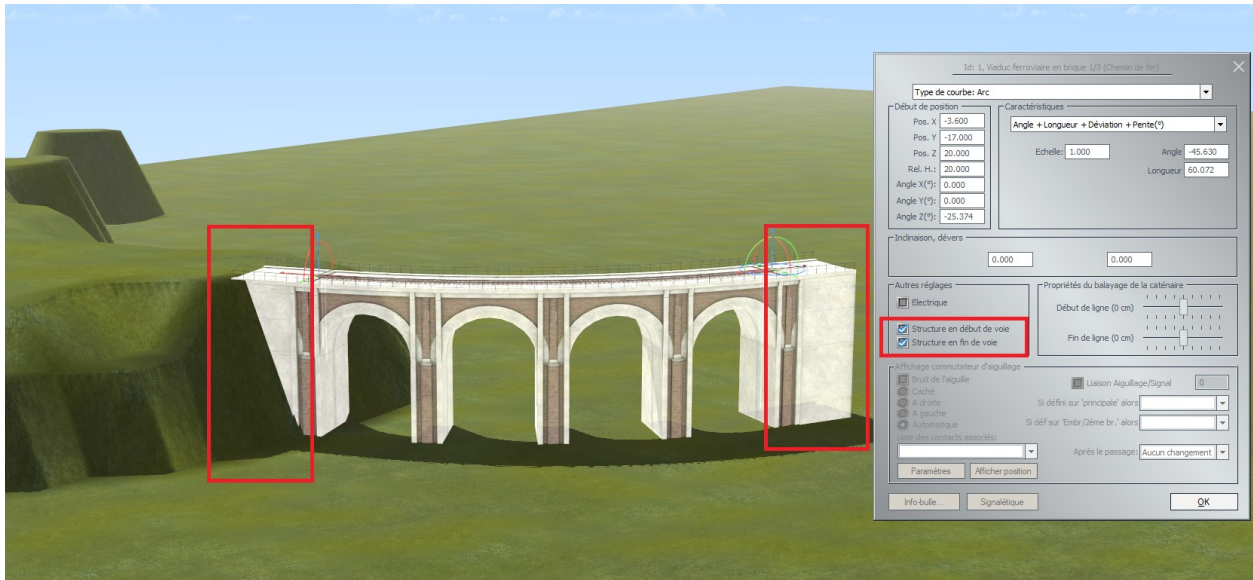 Id: 1, Viaduc ferroviaire en brique 1/3 (Chemin de fer)
Type de courbe: Arc
Début de position
Pos. X -3.600
Pos. Y -17.000
Pos. Z 20.000
Rel. H.: 20.000
Angle X(°): 0.000
Angle Y(°): 0.000
Angle Z(°): -25.374
Caractéristiques
Angle + Longueur + Déviation + Pente(°)
Echelle: 1.000
Angle -45.630
Longueur 60.072
Inclinaison, dévers
0.000 0.000
Autres réglages
Electrique
Structure en début de voie
Structure en fin de voie
Propriétés du balayage de la caténaire
Début de ligne (0 cm)
Fin de ligne (0 cm)
Affichage commutateur d'aiguillage
Bruit de l'aiguille
Caché
A droite
A gauche
Automatique
Liste des contacts associés:
Paramètres Afficher position
Liaison Aiguillage/Signal 0
Si défini sur 'principale' alors
Si déf sur 'Embr/2ème br.' alors
Après le passage: Aucun changement
Info-bulle... Signalétique OK